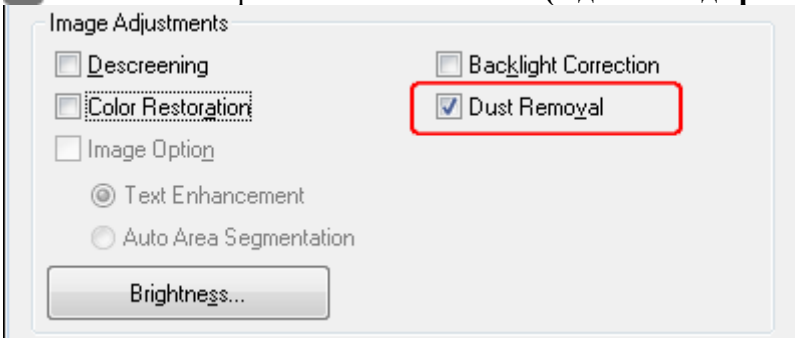 Image Adjustments
Descreening
Backlight Correction
Color Restoration
Dust Removal
Image Option
Text Enhancement
Auto Area Segmentation
Brightness...